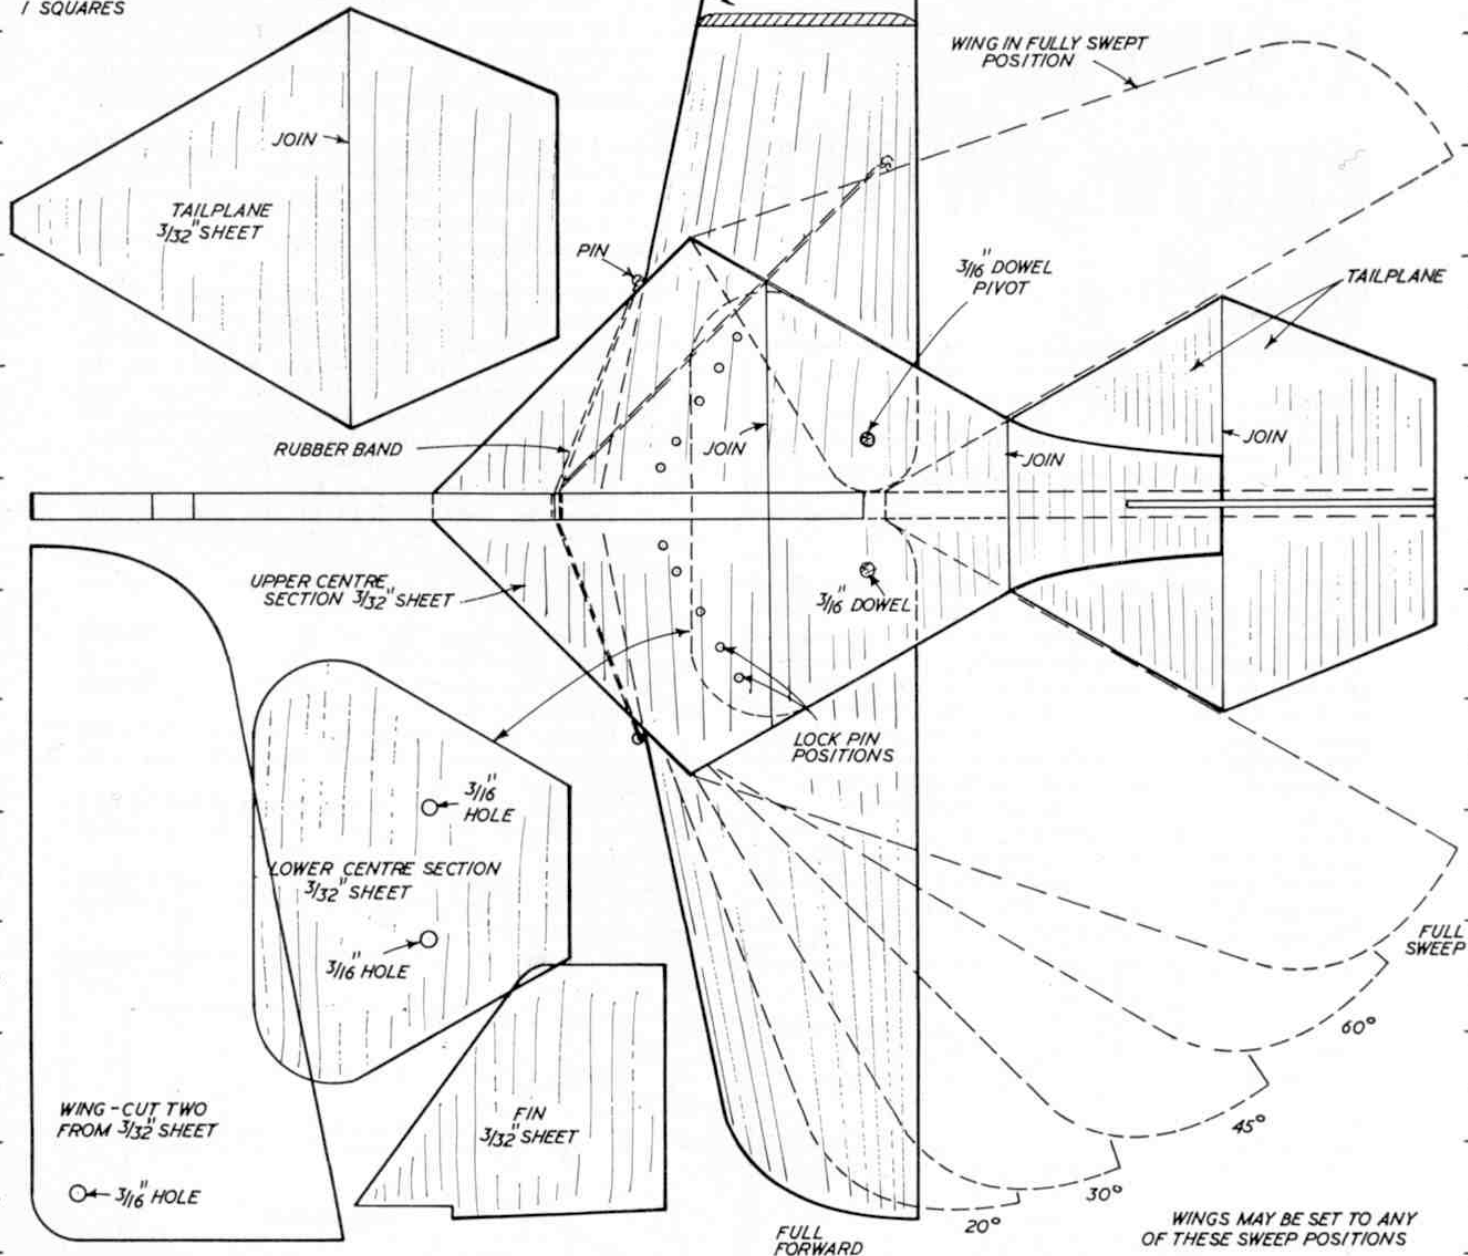 1" SQUARES
WING IN FULLY SWEPT
POSITION
JOIN
TAILPLANE
3/32" SHEET
PIN
3/16" DOWEL
PIVOT
TAILPLANE
RUBBER BAND
JOIN
JOIN
JOIN
UPPER CENTRE
SECTION 3/32" SHEET
3/16" DOWEL
LOCK PIN
POSITIONS
3/16"
HOLE
LOWER CENTRE SECTION
3/32" SHEET
3/16" HOLE
FULL
SWEEP
60°
45°
30°
20°
WING - CUT TWO
FROM 3/32" SHEET
3/16" HOLE
FIN
3/32" SHEET
FULL
FORWARD
WINGS MAY BE SET TO ANY
OF THESE SWEEP POSITIONS